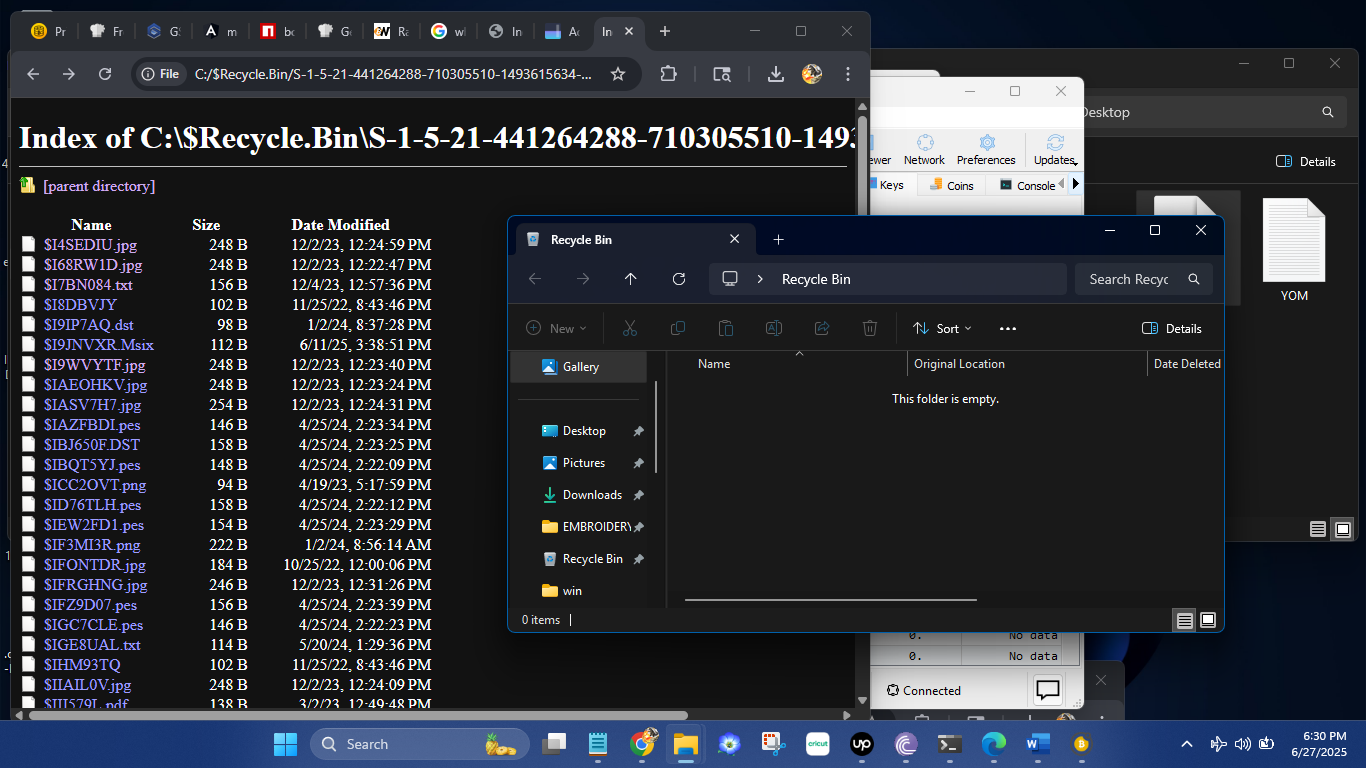 Pr
Fr
G
m
bc
Ge
Ra
wl
In
Ac
In
File
C:/$Recycle.Bin/S-1-5-21-441264288-710305510-1493615634-...
Index of C:\$Recycle.Bin\S-1-5-21-441264288-710305510-1493
[parent directory]
Name Size Date Modified
$I4SEDIU.jpg 248 B 12/2/23, 12:24:59 PM
$I68RW1D.jpg 248 B 12/2/23, 12:22:47 PM
$I7BN084.txt 156 B 12/4/23, 12:57:36 PM
$I8DBVJY 102 B 11/25/22, 8:43:46 PM
$I9IP7AQ.dst 98 B 1/2/24, 8:37:28 PM
$I9JNVXR.Msix 112 B 6/11/25, 3:38:51 PM
$I9WVYTF.jpg 248 B 12/2/23, 12:23:40 PM
$IAEOHKV.jpg 248 B 12/2/23, 12:23:24 PM
$IASV7H7.jpg 254 B 12/2/23, 12:24:31 PM
$IAZFBDI.pes 146 B 4/25/24, 2:23:34 PM
$IBJ650F.DST 158 B 4/25/24, 2:23:25 PM
$IBQT5YJ.pes 148 B 4/25/24, 2:22:09 PM
$ICC2OVT.png 94 B 4/19/23, 5:17:59 PM
$ID76TLH.pes 158 B 4/25/24, 2:22:12 PM
$IEW2FD1.pes 154 B 4/25/24, 2:23:29 PM
$IF3MI3R.png 222 B 1/2/24, 8:56:14 AM
$IFONTDR.jpg 184 B 10/25/22, 12:00:06 PM
$IFRGHNG.jpg 246 B 12/2/23, 12:31:26 PM
$IFZ9D07.pes 156 B 4/25/24, 2:23:39 PM
$IGC7CLE.pes 146 B 4/25/24, 2:22:23 PM
$IGE8UAL.txt 114 B 5/20/24, 1:29:36 PM
$IHM93TQ 102 B 11/25/22, 8:43:46 PM
$IIAIL0V.jpg 248 B 12/2/23, 12:24:09 PM
$III579L.pdf 138 B 3/2/23, 12:49:48 PM
ewer
Network
Preferences
Updates
Keys
Coins
Console
Desktop
Details
YOM
Recycle Bin
Recycle Bin
Search Recyc
New
Sort
Details
Gallery
Desktop
Pictures
Downloads
EMBROIDERY
Recycle Bin
win
Name
Original Location
Date Deleted
This folder is empty.
0 items
0. No data
0. No data
Connected
Search
cricut
up
6:30 PM
6/27/2025